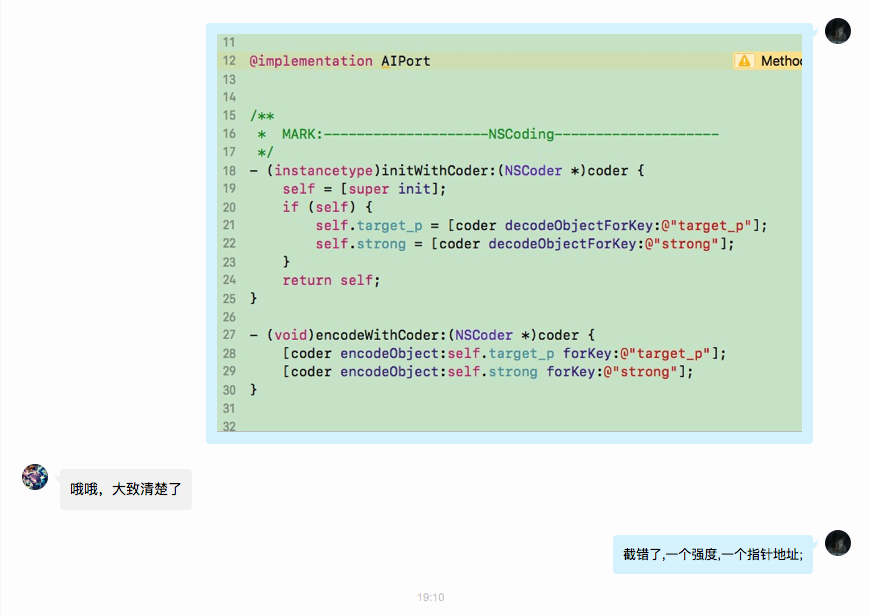 11
12 @implementation AIPort Metho
13
14
15 /**
16 * MARK:--------------------NSCoding--------------------
17 */
18 - (instancetype)initWithCoder:(NSCoder *)coder {
19 self = [super init];
20 if (self) {
21 self.target_p = [coder decodeObjectForKey:@"target_p"];
22 self.strong = [coder decodeObjectForKey:@"strong"];
23 }
24 return self;
25 }
26
27 - (void)encodeWithCoder:(NSCoder *)coder {
28 [coder encodeObject:self.target_p forKey:@"target_p"];
29 [coder encodeObject:self.strong forKey:@"strong"];
30 }
31
32
哦哦，大致清楚了
截错了,一个强度,一个指针地址;
19:10